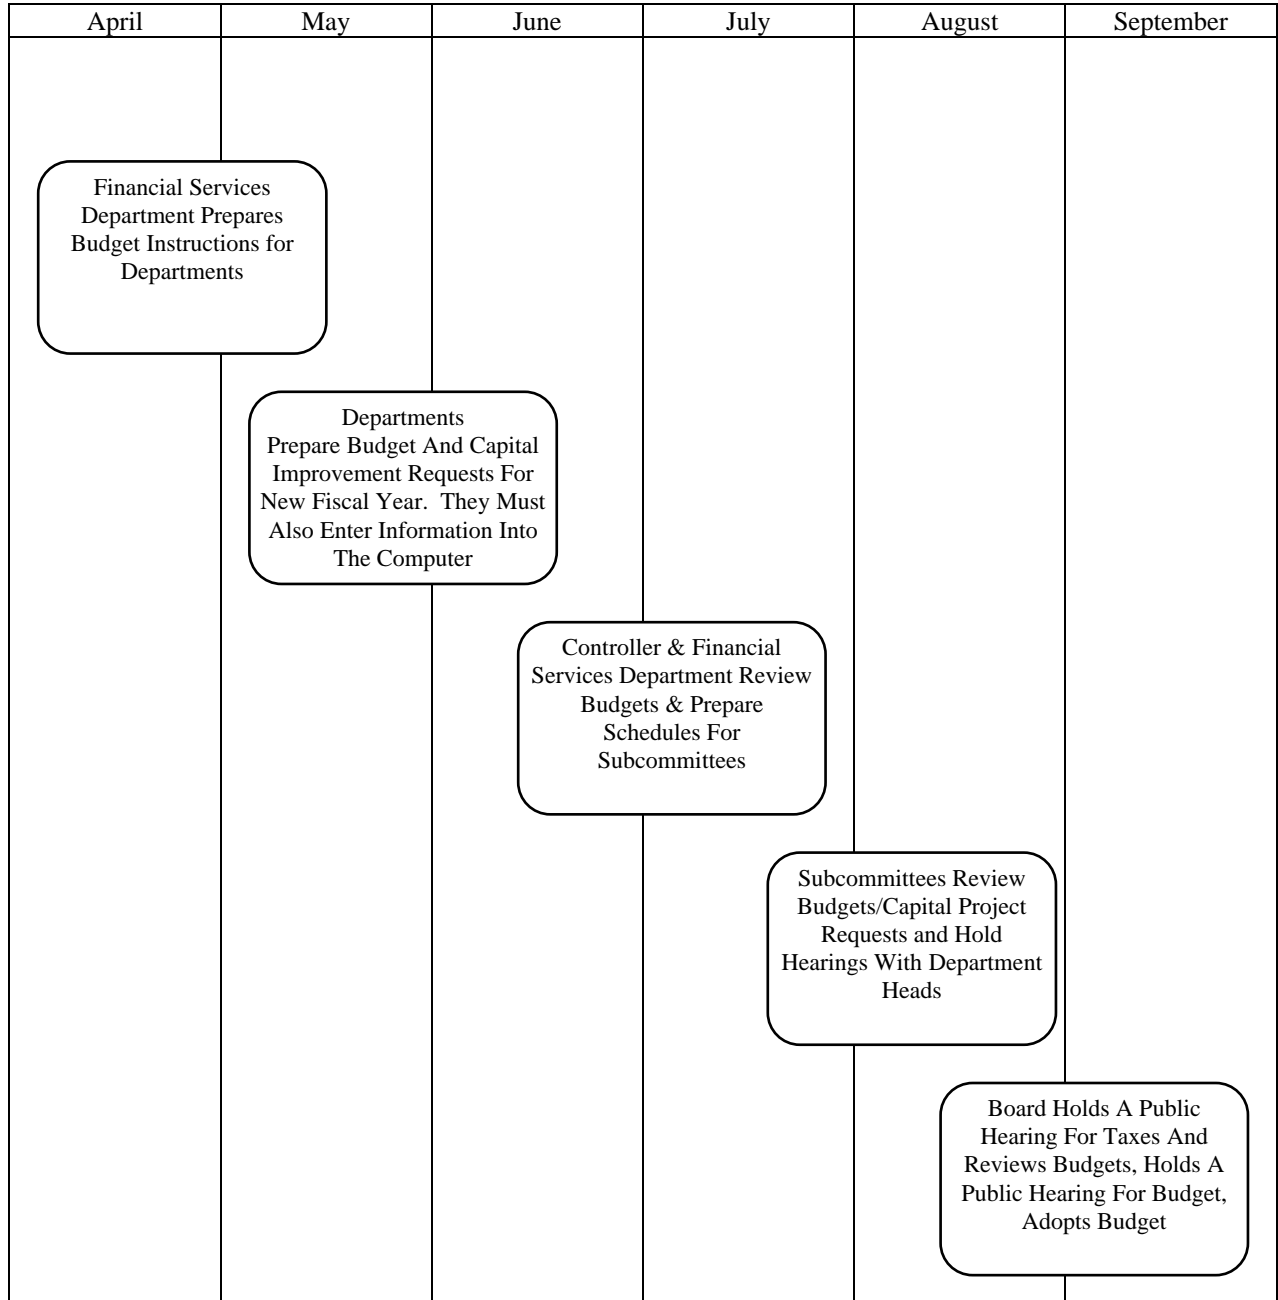 April May June July August September
Financial Services
Department Prepares
Budget Instructions for
Departments
Departments
Prepare Budget And Capital
Improvement Requests For
New Fiscal Year.  They Must
Also Enter Information Into
The Computer
Controller & Financial
Services Department Review
Budgets & Prepare
Schedules For
Subcommittees
Subcommittees Review
Budgets/Capital Project
Requests and Hold
Hearings With Department
Heads
Board Holds A Public
Hearing For Taxes And
Reviews Budgets, Holds A
Public Hearing For Budget,
Adopts Budget